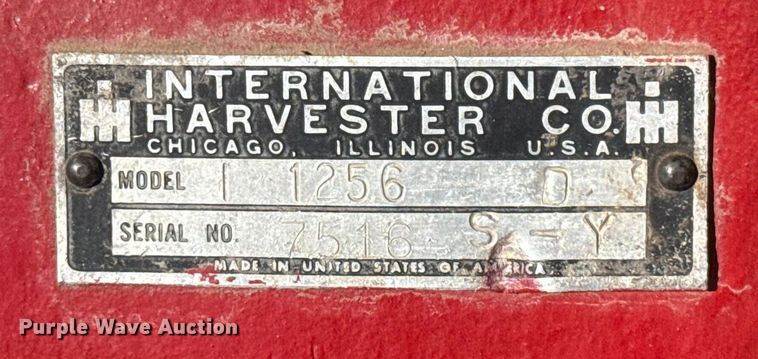 INTERNATIONAL
HARVESTER CO.
CHICAGO, ILLINOIS U.S.A.
MODEL I 1256 D
SERIAL NO. 7516 S-Y
MADE IN UNITED STATES OF AMERICA
Purple Wave Auction